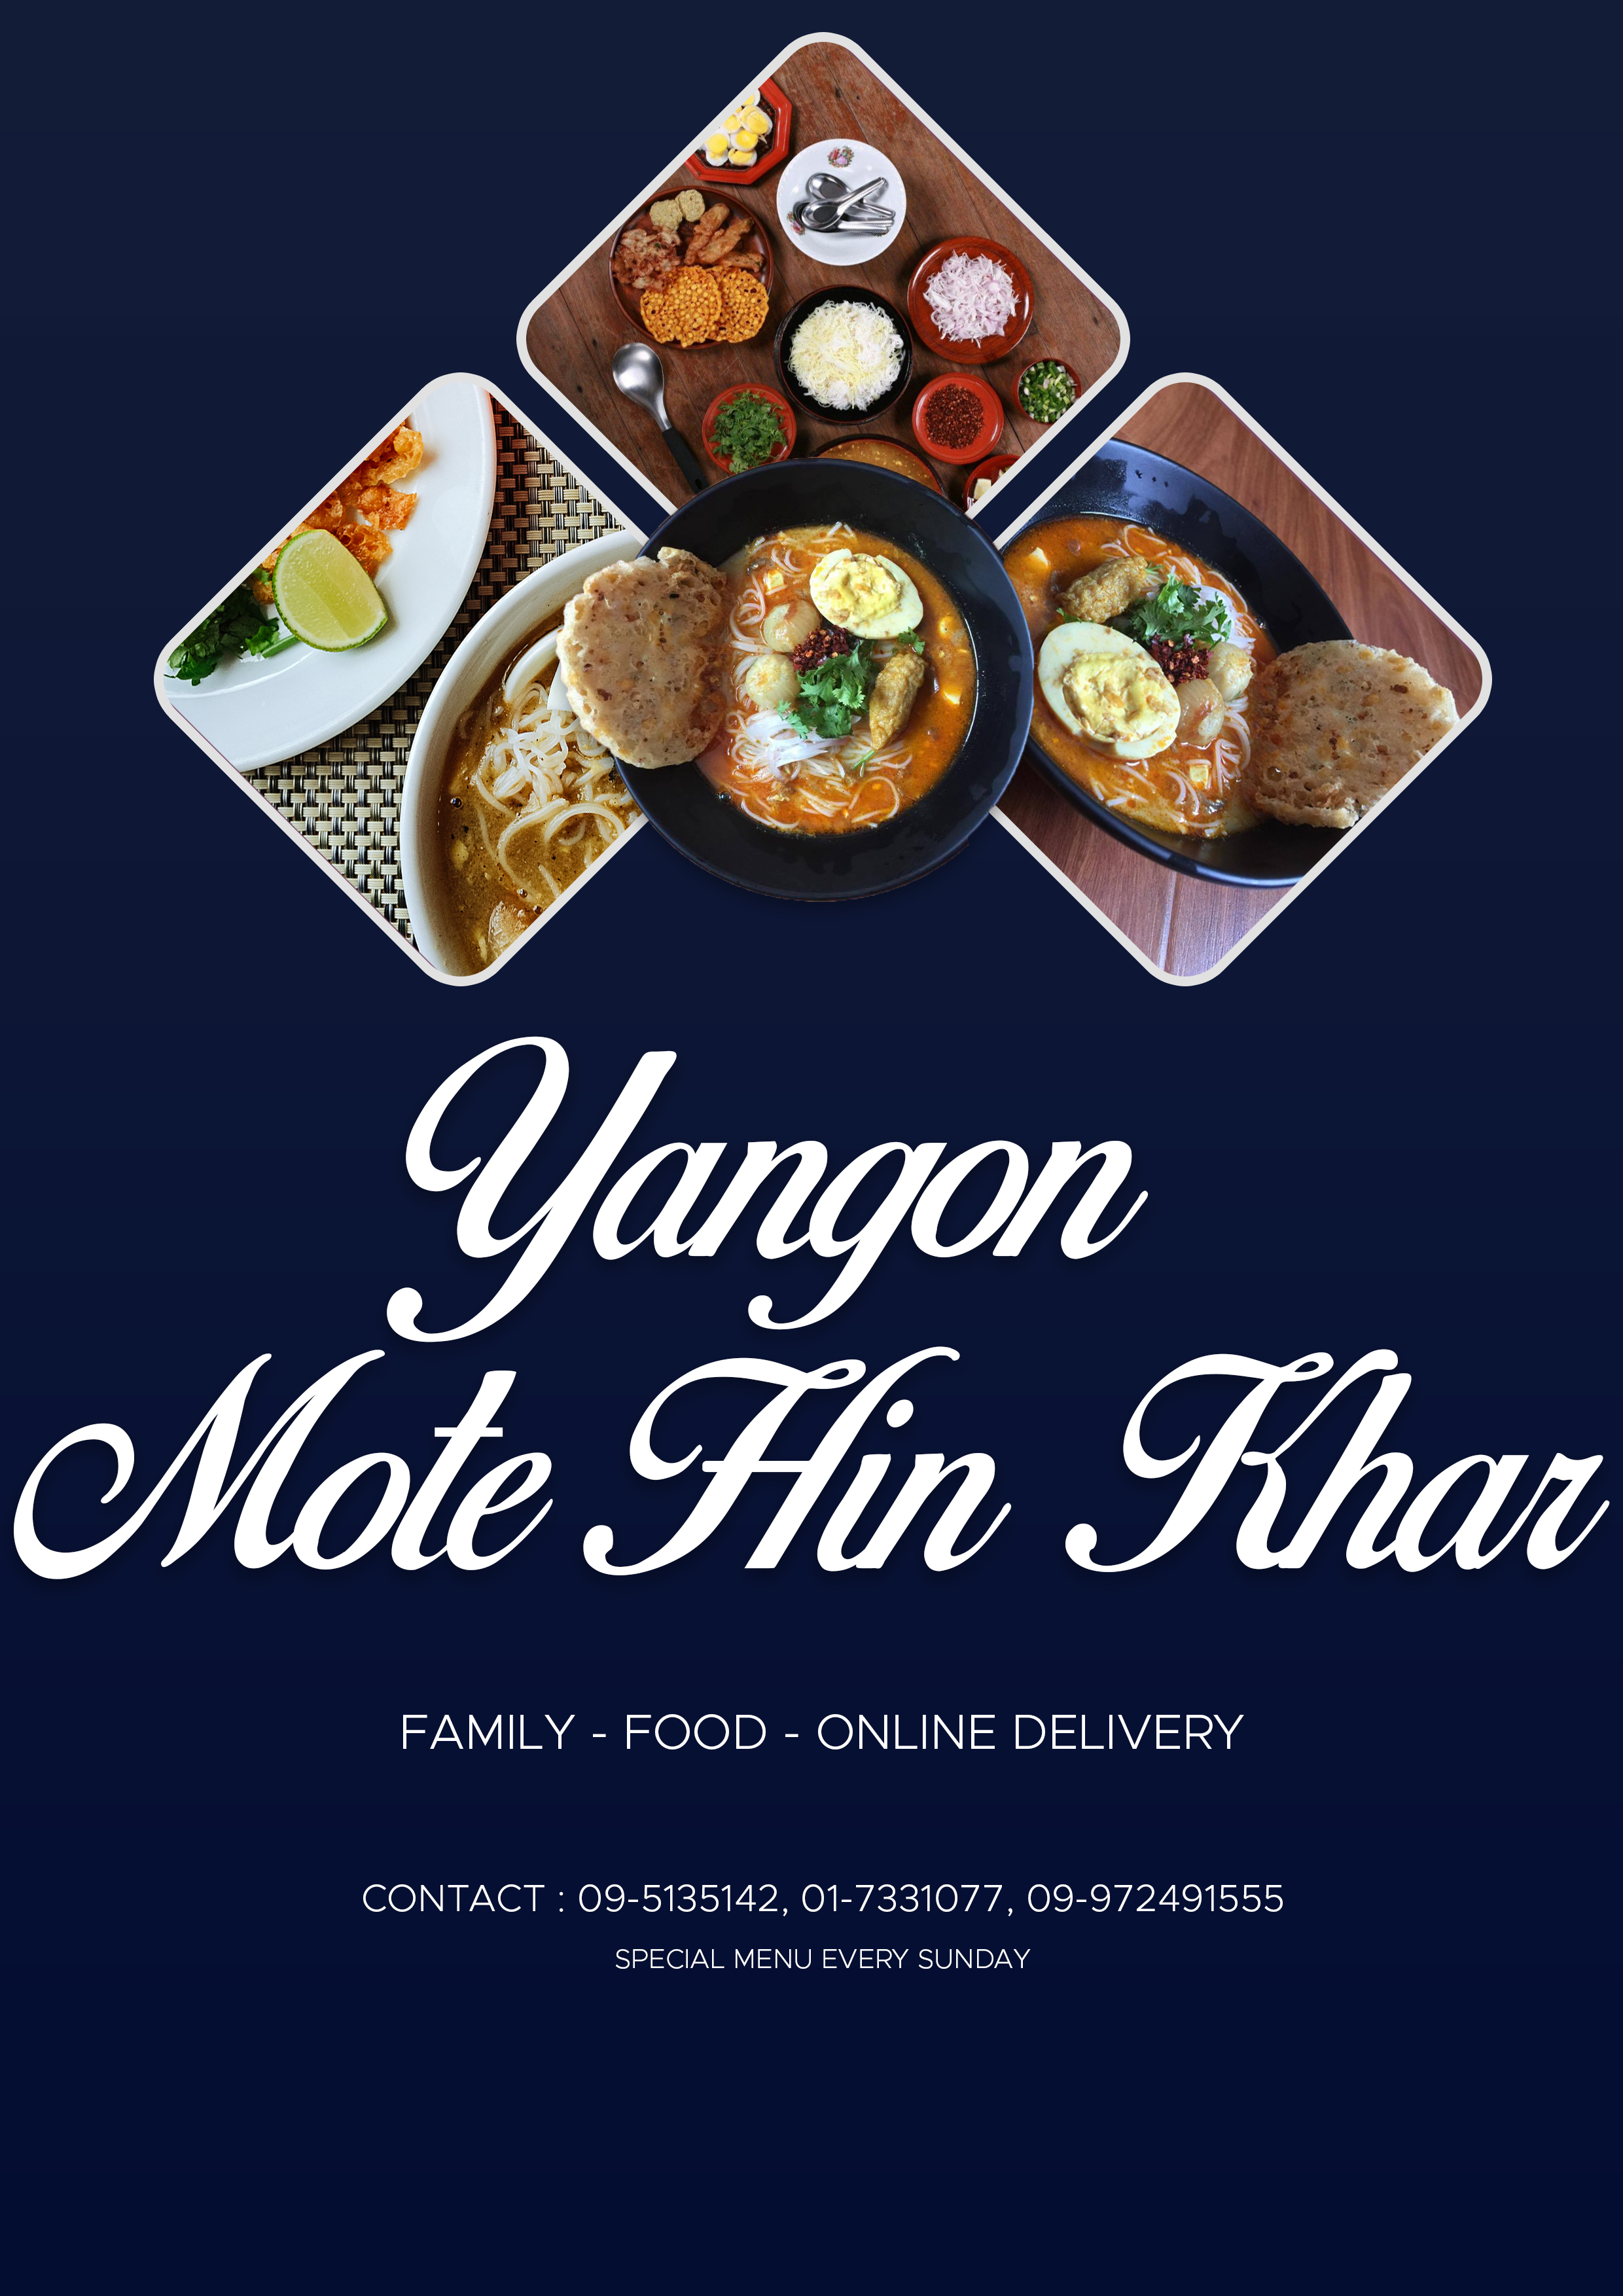 Yangon
Mote Hin Khar
FAMILY - FOOD - ONLINE DELIVERY
CONTACT : 09-5135142, 01-7331077, 09-972491555
SPECIAL MENU EVERY SUNDAY